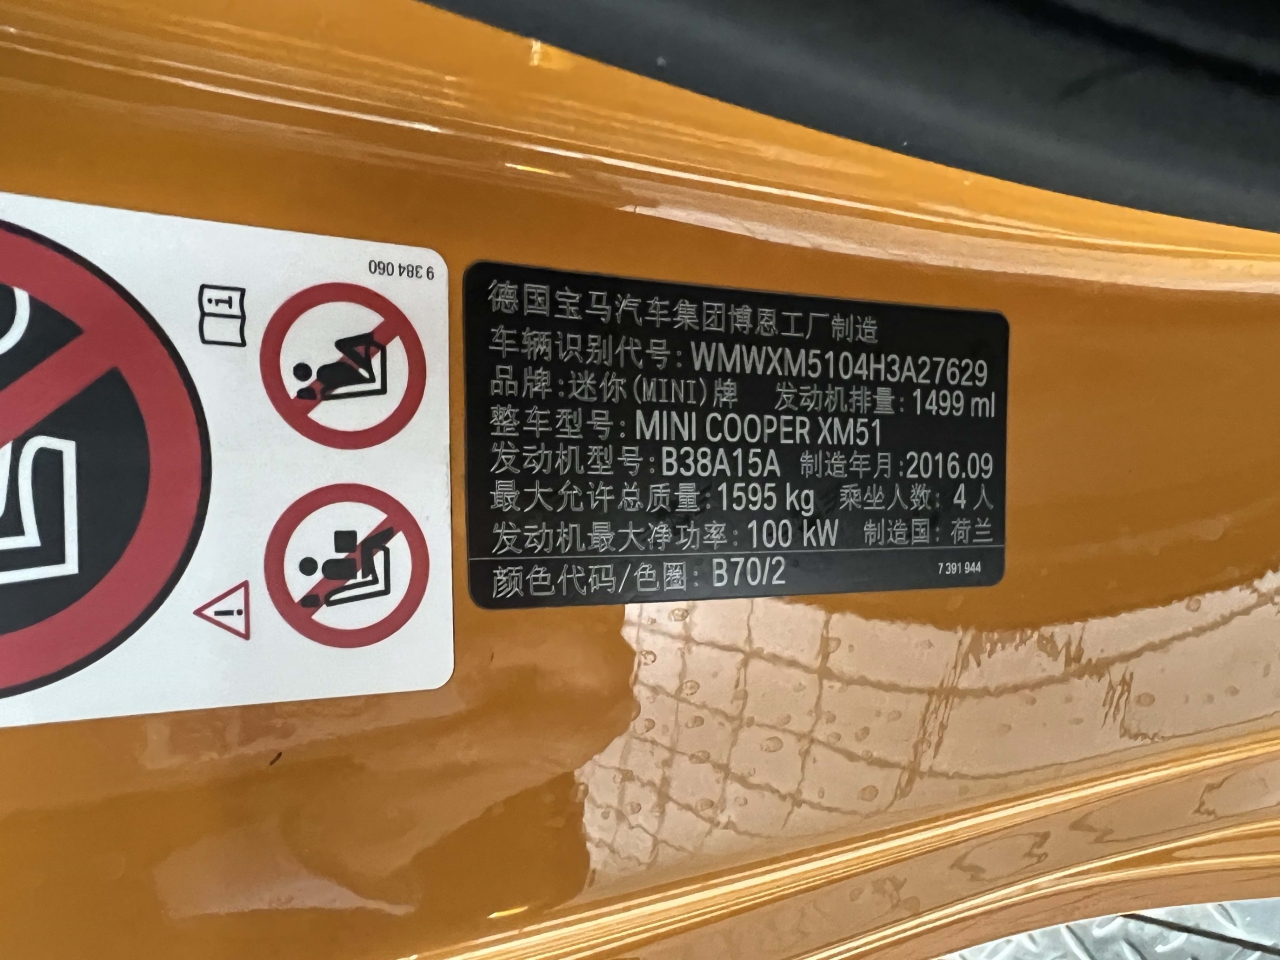 9 384 060
德国宝马汽车集团博恩工厂制造
车辆识别代号: WMWXM5104H3A27629
品牌:迷你(MINI)牌 发动机排量: 1499 ml
整车型号: MINI COOPER XM51
发动机型号: B38A15A 制造年月:2016.09
最大允许总质量: 1595 kg 乘坐人数: 4 人
发动机最大净功率: 100 kW 制造国: 荷兰
颜色代码/色圈: B70/2 7 391 944